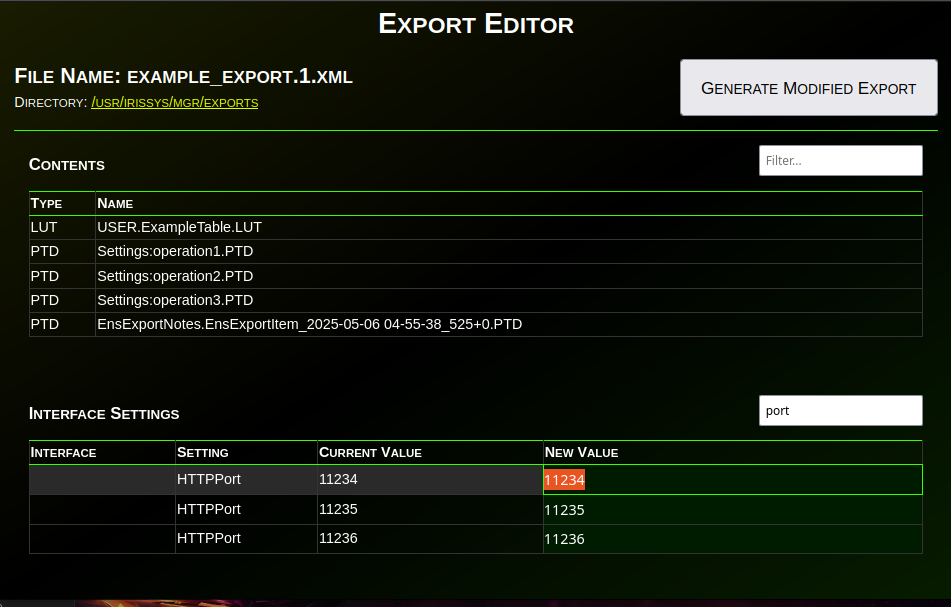 Export Editor
File Name: example_export.1.xml
Directory: /usr/irissys/mgr/exports
Generate Modified Export
Contents
Filter...
Type Name
LUT USER.ExampleTable.LUT
PTD Settings:operation1.PTD
PTD Settings:operation2.PTD
PTD Settings:operation3.PTD
PTD EnsExportNotes.EnsExportItem_2025-05-06 04-55-38_525+0.PTD
Interface Settings
port
Interface Setting Current Value New Value
HTTPPort 11234 11234
HTTPPort 11235 11235
HTTPPort 11236 11236